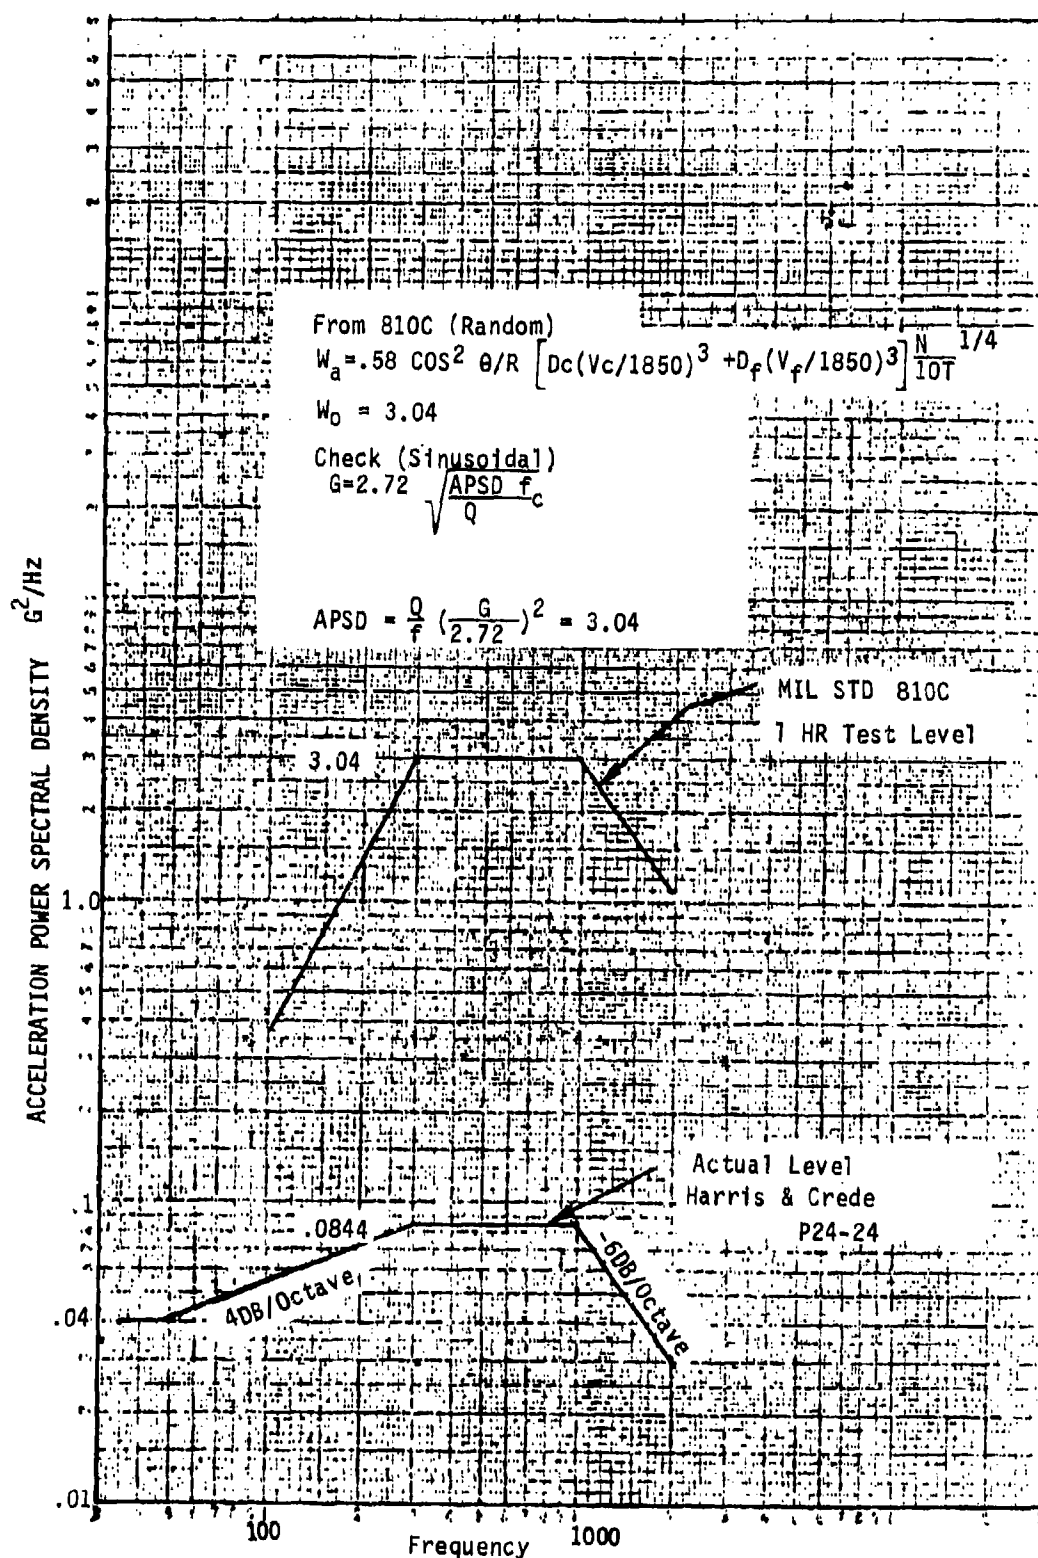 From 810C (Random)
W_a=.58 COS² θ/R [Dc(Vc/1850)³ +D_f(V_f/1850)³] N/10T 1/4
W_o = 3.04
Check (Sinusoidal)
G=2.72 √(APSD f_c/Q)
APSD = Q/f (G/2.72)² = 3.04
MIL STD 810C
1 HR Test Level
3.04
ACCELERATION POWER SPECTRAL DENSITY G²/Hz
1.0
Actual Level
Harris & Crede
P24-24
.1
.0844
4DB/Octave
-6DB/Octave
.04
.01
100
1000
Frequency